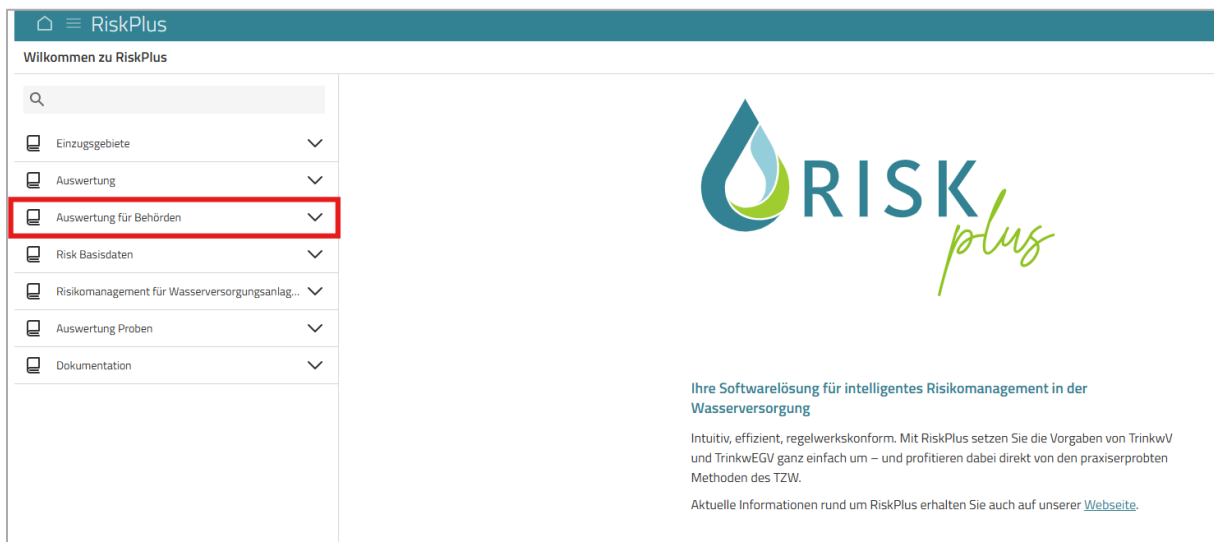 RiskPlus
Wilkommen zu RiskPlus
Einzugsgebiete
Auswertung
Auswertung für Behörden
Risk Basisdaten
Risikomanagement für Wasserversorgungsanlag...
Auswertung Proben
Dokumentation
RISK
plus
Ihre Softwarelösung für intelligentes Risikomanagement in der
Wasserversorgung
Intuitiv, effizient, regelwerkskonform. Mit RiskPlus setzen Sie die Vorgaben von TrinkwV
und TrinkwEGV ganz einfach um – und profitieren dabei direkt von den praxiserprobten
Methoden des TZW.
Aktuelle Informationen rund um RiskPlus erhalten Sie auch auf unserer Webseite.